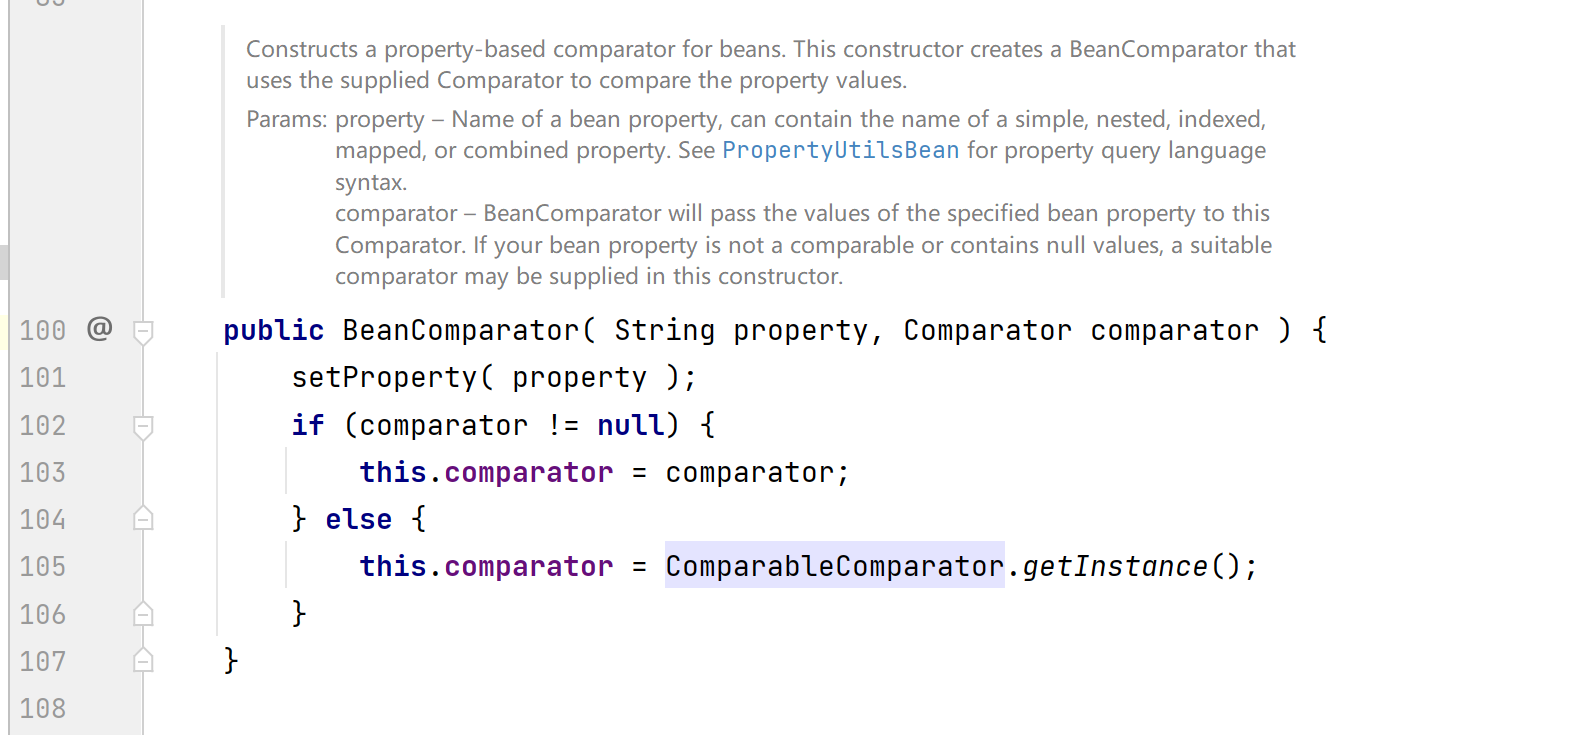 Constructs a property-based comparator for beans. This constructor creates a BeanComparator that
uses the supplied Comparator to compare the property values.
Params: property – Name of a bean property, can contain the name of a simple, nested, indexed,
mapped, or combined property. See PropertyUtilsBean for property query language
syntax.
comparator – BeanComparator will pass the values of the specified bean property to this
Comparator. If your bean property is not a comparable or contains null values, a suitable
comparator may be supplied in this constructor.
100 @ public BeanComparator( String property, Comparator comparator ) {
101 setProperty( property );
102 if (comparator != null) {
103 this.comparator = comparator;
104 } else {
105 this.comparator = ComparableComparator.getInstance();
106 }
107 }
108